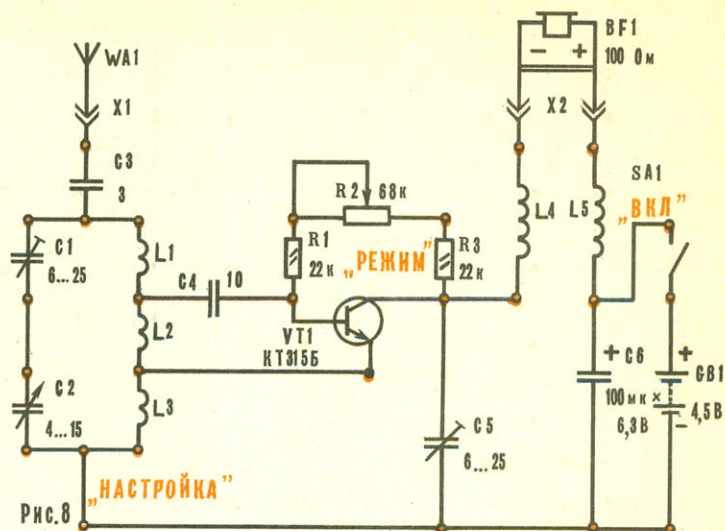 BF1
100 Ом
− +
WA1
X1
X2
C3
3
SA1
„ВКЛ"
R2 68к
L4
L5
C1
6...25
L1
R1
22к
„РЕЖИМ"
R3
22к
C4 10
L2
VT1
КТ315Б
C2
4...15
L3
+ C6
100мк ×
6,3В
+
GB1
4,5В
−
C5
6...25
„НАСТРОЙКА"
Рис.8